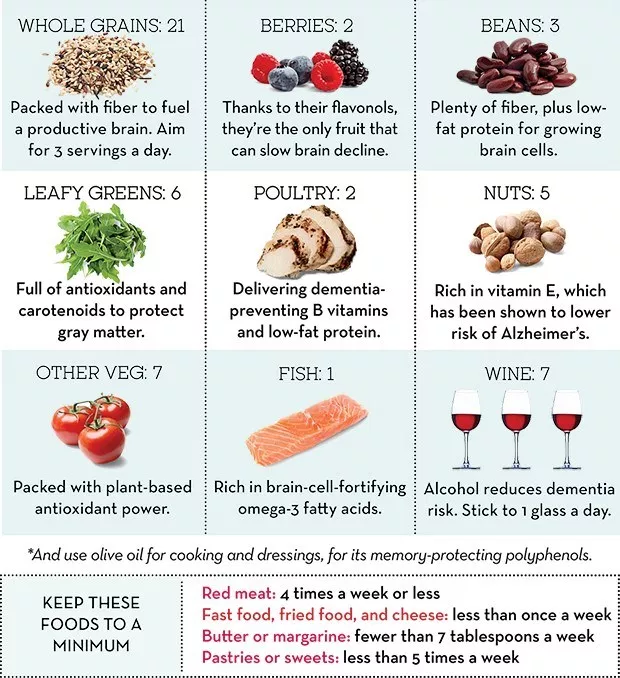 WHOLE GRAINS: 21
Packed with fiber to fuel
a productive brain. Aim
for 3 servings a day.
BERRIES: 2
Thanks to their flavonols,
they're the only fruit that
can slow brain decline.
BEANS: 3
Plenty of fiber, plus low-
fat protein for growing
brain cells.
LEAFY GREENS: 6
Full of antioxidants and
carotenoids to protect
gray matter.
POULTRY: 2
Delivering dementia-
preventing B vitamins
and low-fat protein.
NUTS: 5
Rich in vitamin E, which
has been shown to lower
risk of Alzheimer's.
OTHER VEG: 7
Packed with plant-based
antioxidant power.
FISH: 1
Rich in brain-cell-fortifying
omega-3 fatty acids.
WINE: 7
Alcohol reduces dementia
risk. Stick to 1 glass a day.
*And use olive oil for cooking and dressings, for its memory-protecting polyphenols.
KEEP THESE
FOODS TO A
MINIMUM
Red meat: 4 times a week or less
Fast food, fried food, and cheese: less than once a week
Butter or margarine: fewer than 7 tablespoons a week
Pastries or sweets: less than 5 times a week